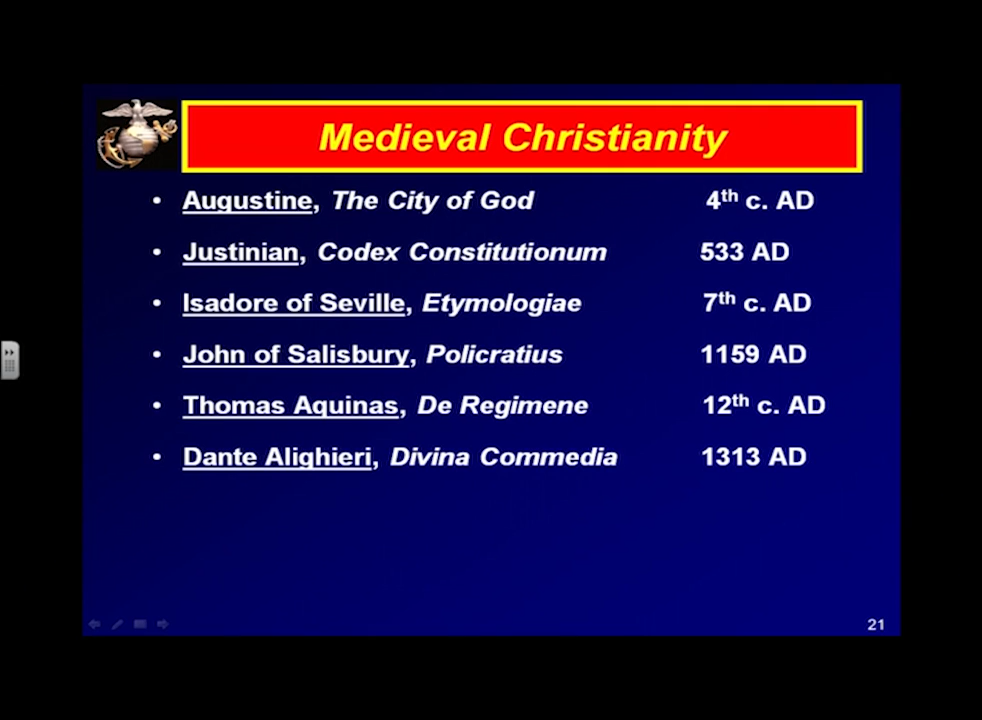 Medieval Christianity
• Augustine, The City of God 4th c. AD
• Justinian, Codex Constitutionum 533 AD
• Isadore of Seville, Etymologiae 7th c. AD
• John of Salisbury, Policratius 1159 AD
• Thomas Aquinas, De Regimene 12th c. AD
• Dante Alighieri, Divina Commedia 1313 AD
21